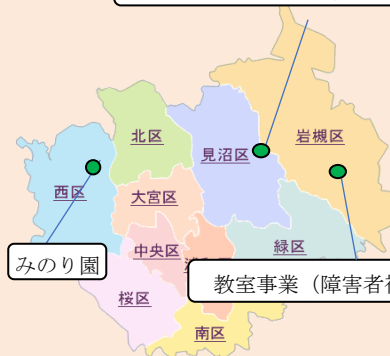 北区
見沼区
岩槻区
西区
大宮区
中央区
緑区
みのり園
教室事業（障害者
桜区
南区